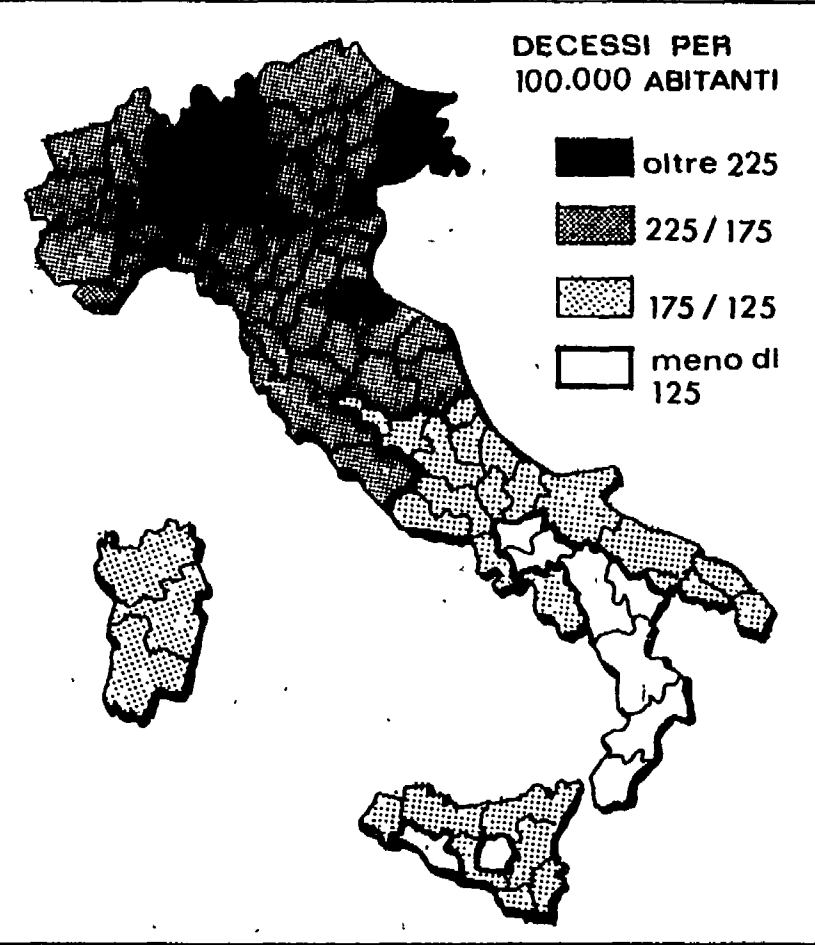 DECESSI PER
100.000 ABITANTI
oltre 225
225/175
175/125
meno di
125